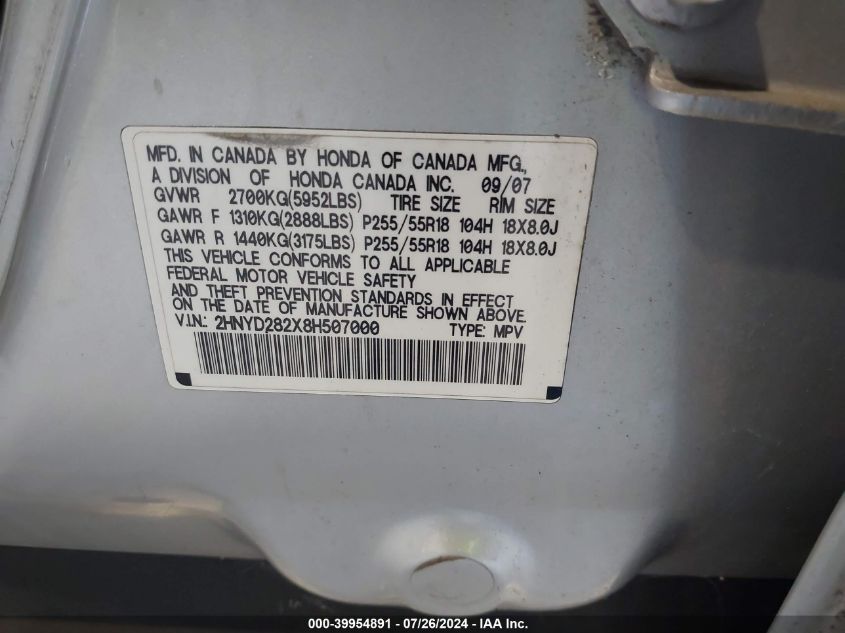 MFD. IN CANADA BY HONDA OF CANADA MFG.,
A DIVISION OF HONDA CANADA INC. 09/07
GVWR 2700KG(5952LBS) TIRE SIZE RIM SIZE
GAWR F 1310KG(2888LBS) P255/55R18 104H 18X8.0J
GAWR R 1440KG(3175LBS) P255/55R18 104H 18X8.0J
THIS VEHICLE CONFORMS TO ALL APPLICABLE
FEDERAL MOTOR VEHICLE SAFETY
AND THEFT PREVENTION STANDARDS IN EFFECT
ON THE DATE OF MANUFACTURE SHOWN ABOVE.
V.I.N.: 2HNYD282X8H507000 TYPE: MPV
000-39954891 - 07/26/2024 - IAA Inc.